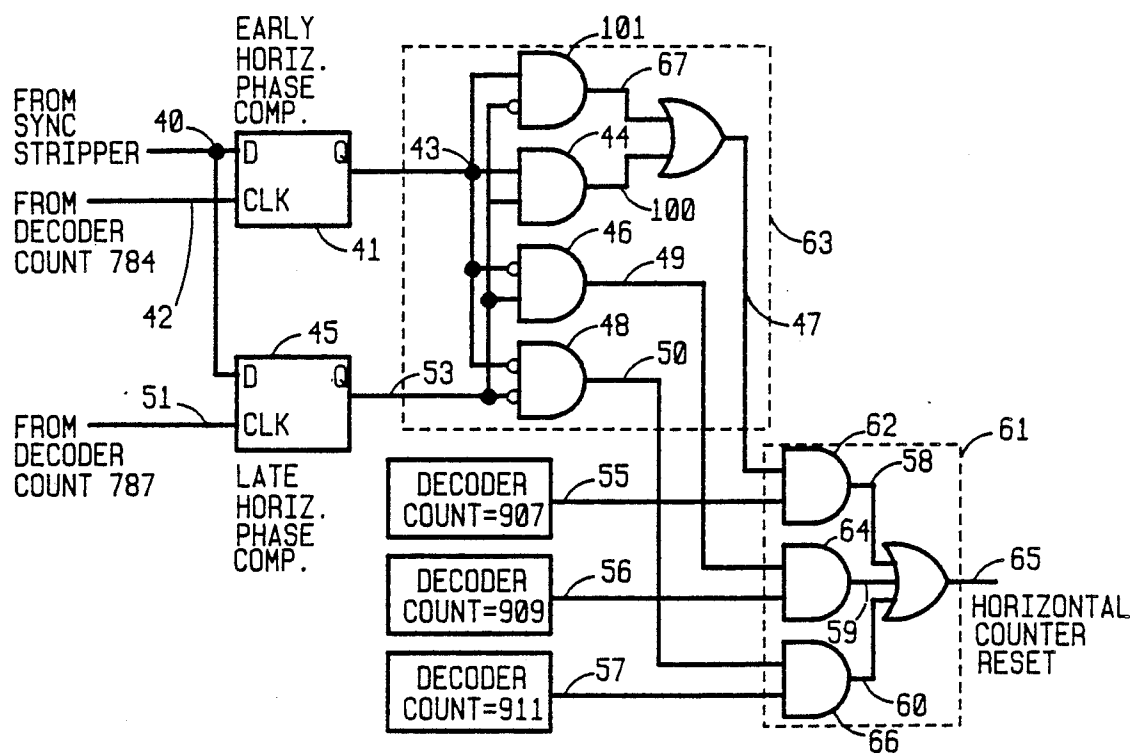 EARLY
HORIZ.
PHASE
COMP.
101
67
FROM
SYNC
STRIPPER
40
D
Q
CLK
43
44
100
FROM
DECODER
COUNT 784
42
41
46
49
63
47
45
48
50
D
Q
CLK
53
51
FROM
DECODER
COUNT 787
LATE
HORIZ.
PHASE
COMP.
DECODER
COUNT=907
55
62
58
61
DECODER
COUNT=909
56
64
59
65
HORIZONTAL
COUNTER
RESET
DECODER
COUNT=911
57
60
66